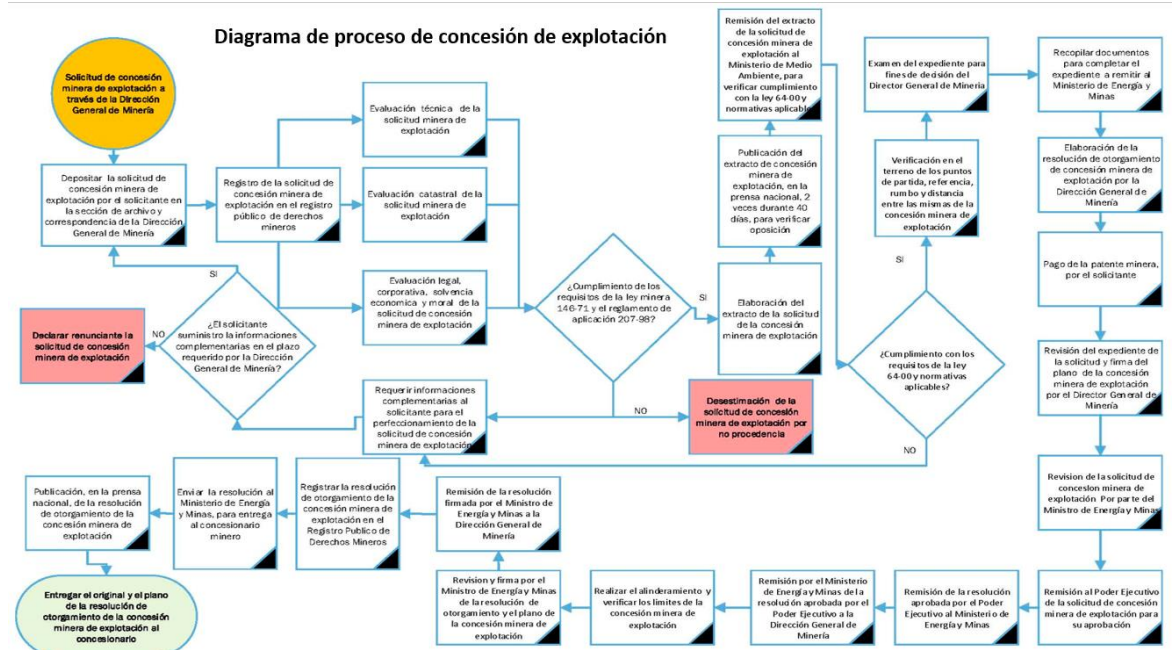 Diagrama de proceso de concesión de explotación
Solicitud de concesión
minera de explotación a
través de la Dirección
General de Minería
Depositar la solicitud de
concesión minera de
explotación por el solicitante en
la sección de archivo y
correspondencia de la Dirección
General de Minería
Registro de la solicitud de
concesión minera de
explotación en el registro
público de derechos
mineros
Evaluación técnica de la
solicitud minera de
explotación
Evaluación catastral de la
solicitud minera de
explotación
Evaluación legal,
corporativa, solvencia
economica y moral de la
solicitud de concesión
minera de explotación
¿Cumplimiento de los
requisitos de la ley minera
146-71 y el reglamento de
aplicación 207-98?
SI
NO
Desestimación de la
solicitud de concesión
minera de explotación por
no procedencia
Requerir informaciones
complementarias al
solicitante para el
perfeccionamiento de la
solicitud de concesión
minera de explotación
¿El solicitante
suministro la informaciones
complementarias en el plazo
requerido por la Dirección
General de Minería?
SI
NO
Declarar renunciante la
solicitud de concesión
minera de explotación
Elaboración del
extracto de la solicitud
de la concesión
minera de explotación
Publicación del
extracto de concesión
minera de
explotación, en la
prensa nacional, 2
veces durante 40
días, para verificar
oposición
Remisión del extracto
de la solicitud de
concesión minera de
explotación al
Ministerio de Medio
Ambiente, para
verificar cumplimiento
con la ley 64-00 y
normativas aplicables
¿Cumplimiento con los
requisitos de la ley
64-00 y normativas
aplicables?
SI
NO
Verificación en el
terreno de los puntos
de partida, referencia,
rumbo y distancia
entre las mismas de la
concesión minera de
explotación
Examen del expediente para
fines de decisión del
Director General de Mineria
Recopilar documentos
para completar el
expediente a remitir al
Ministerio de Energía y
Minas
Elaboración de la
resolución de otorgamiento
de concesión minera de
explotación por la
Dirección General de
Minería
Pago de la patente minera,
por el solicitante
Revisión del expediente de
la solicitud y firma del
plano de la concesión
minera de explotación
por el Director General de
Minería
Revision de la solicitud de
conceslon minera de
explotación Por parte del
Ministro de Energía y Minas
Remisión al Poder Ejecutivo
de la solicitud de concesión
minera de explotación para
su aprobación
Remisión de la resolución
aprobada por el Poder
Ejecutivo al Ministerio de
Energía y Minas
Remisión por el Ministerio
de Energía y Minas de la
resolución aprobada por el
Poder Ejecutivo a la
Dirección General de
Minería
Realizar el alinderamiento y
verificar los limites de la
concesión minera de
explotación
Revision y firma por el
Ministro de Energía y Minas
de la resolución de
otorgamiento y el plano de
la concesión minera de
explotación
Remisión de la resolución
firmada por el Ministro de
Energía y Minas a la
Dirección General de
Minería
Registrar la resolución
de otorgamiento de
concesión minera de
explotación en el
Registro Publico de
Derechos Mineros
Enviar la resolución al
Ministerio de Energía y
Minas, para entrega
al concesionario
minero
Publicación, en la prensa
nacional, de la resolución
de otorgamiento de la
concesión minera de
explotación
Entregar el original y el plano
de la resolución de
otorgamiento de la concesión
minera de explotación al
concesionario